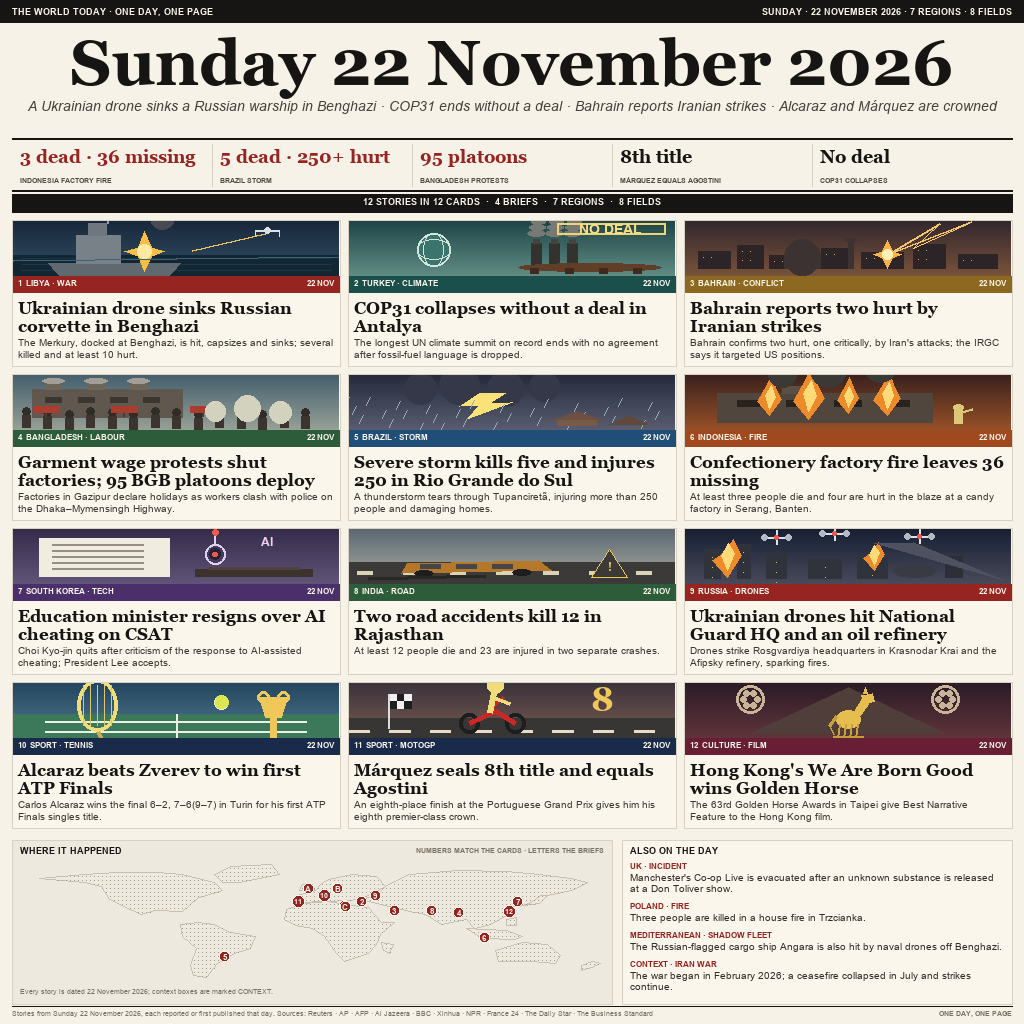 THE WORLD TODAY · ONE DAY, ONE PAGE
SUNDAY · 22 NOVEMBER 2026 · 7 REGIONS · 8 FIELDS
Sunday 22 November 2026
A Ukrainian drone sinks a Russian warship in Benghazi · COP31 ends without a deal · Bahrain reports Iranian strikes · Alcaraz and Márquez are crowned
3 dead · 36 missing
INDONESIA FACTORY FIRE
5 dead · 250+ hurt
BRAZIL STORM
95 platoons
BANGLADESH PROTESTS
8th title
MÁRQUEZ EQUALS AGOSTINI
No deal
COP31 COLLAPSES
12 STORIES IN 12 CARDS · 4 BRIEFS · 7 REGIONS · 8 FIELDS
1 LIBYA · WAR
22 NOV
Ukrainian drone sinks Russian
corvette in Benghazi
The Merkury, docked at Benghazi, is hit, capsizes and sinks; several
killed and at least 10 hurt.
NO DEAL
2 TURKEY · CLIMATE
22 NOV
COP31 collapses without a deal in
Antalya
The longest UN climate summit on record ends with no agreement
after fossil-fuel language is dropped.
3 BAHRAIN · CONFLICT
22 NOV
Bahrain reports two hurt by
Iranian strikes
Bahrain confirms two hurt, one critically, by Iran's attacks; the IRGC
says it targeted US positions.
4 BANGLADESH · LABOUR
22 NOV
Garment wage protests shut
factories; 95 BGB platoons deploy
Factories in Gazipur declare holidays as workers clash with police on
the Dhaka–Mymensingh Highway.
5 BRAZIL · STORM
22 NOV
Severe storm kills five and injures
250 in Rio Grande do Sul
A thunderstorm tears through Tupanciretã, injuring more than 250
people and damaging homes.
6 INDONESIA · FIRE
22 NOV
Confectionery factory fire leaves 36
missing
At least three people die and four are hurt in the blaze at a candy
factory in Serang, Banten.
AI
7 SOUTH KOREA · TECH
22 NOV
Education minister resigns over AI
cheating on CSAT
Choi Kyo-jin quits after criticism of the response to AI-assisted
cheating; President Lee accepts.
!
8 INDIA · ROAD
22 NOV
Two road accidents kill 12 in
Rajasthan
At least 12 people die and 23 are injured in two separate crashes.
9 RUSSIA · DRONES
22 NOV
Ukrainian drones hit National
Guard HQ and an oil refinery
Drones strike Rosgvardiya headquarters in Krasnodar Krai and the
Afipsky refinery, sparking fires.
10 SPORT · TENNIS
22 NOV
Alcaraz beats Zverev to win first
ATP Finals
Carlos Alcaraz wins the final 6–2, 7–6(9–7) in Turin for his first ATP
Finals singles title.
8
11 SPORT · MOTOGP
22 NOV
Márquez seals 8th title and equals
Agostini
An eighth-place finish at the Portuguese Grand Prix gives him his
eighth premier-class crown.
12 CULTURE · FILM
22 NOV
Hong Kong's We Are Born Good
wins Golden Horse
The 63rd Golden Horse Awards in Taipei give Best Narrative
Feature to the Hong Kong film.
WHERE IT HAPPENED
NUMBERS MATCH THE CARDS · LETTERS THE BRIEFS
A
B
10
9
11
C
2
3
8
4
7
12
6
5
Every story is dated 22 November 2026; context boxes are marked CONTEXT.
ALSO ON THE DAY
UK · INCIDENT
Manchester's Co-op Live is evacuated after an unknown substance is released
at a Don Toliver show.
POLAND · FIRE
Three people are killed in a house fire in Trzcianka.
MEDITERRANEAN · SHADOW FLEET
The Russian-flagged cargo ship Angara is also hit by naval drones off Benghazi.
CONTEXT · IRAN WAR
The war began in February 2026; a ceasefire collapsed in July and strikes
continue.
Stories from Sunday 22 November 2026, each reported or first published that day. Sources: Reuters · AP · AFP · Al Jazeera · BBC · Xinhua · NPR · France 24 · The Daily Star · The Business Standard
ONE DAY, ONE PAGE